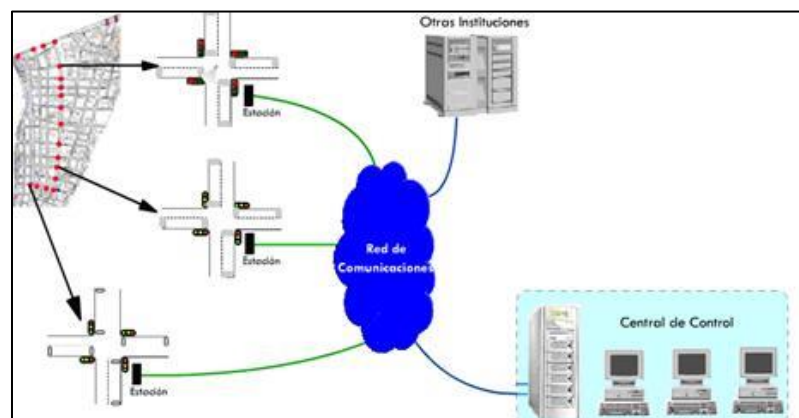 Otras Instituciones
Estación
Red de
Comunicaciones
Estación
Central de Control
Estación